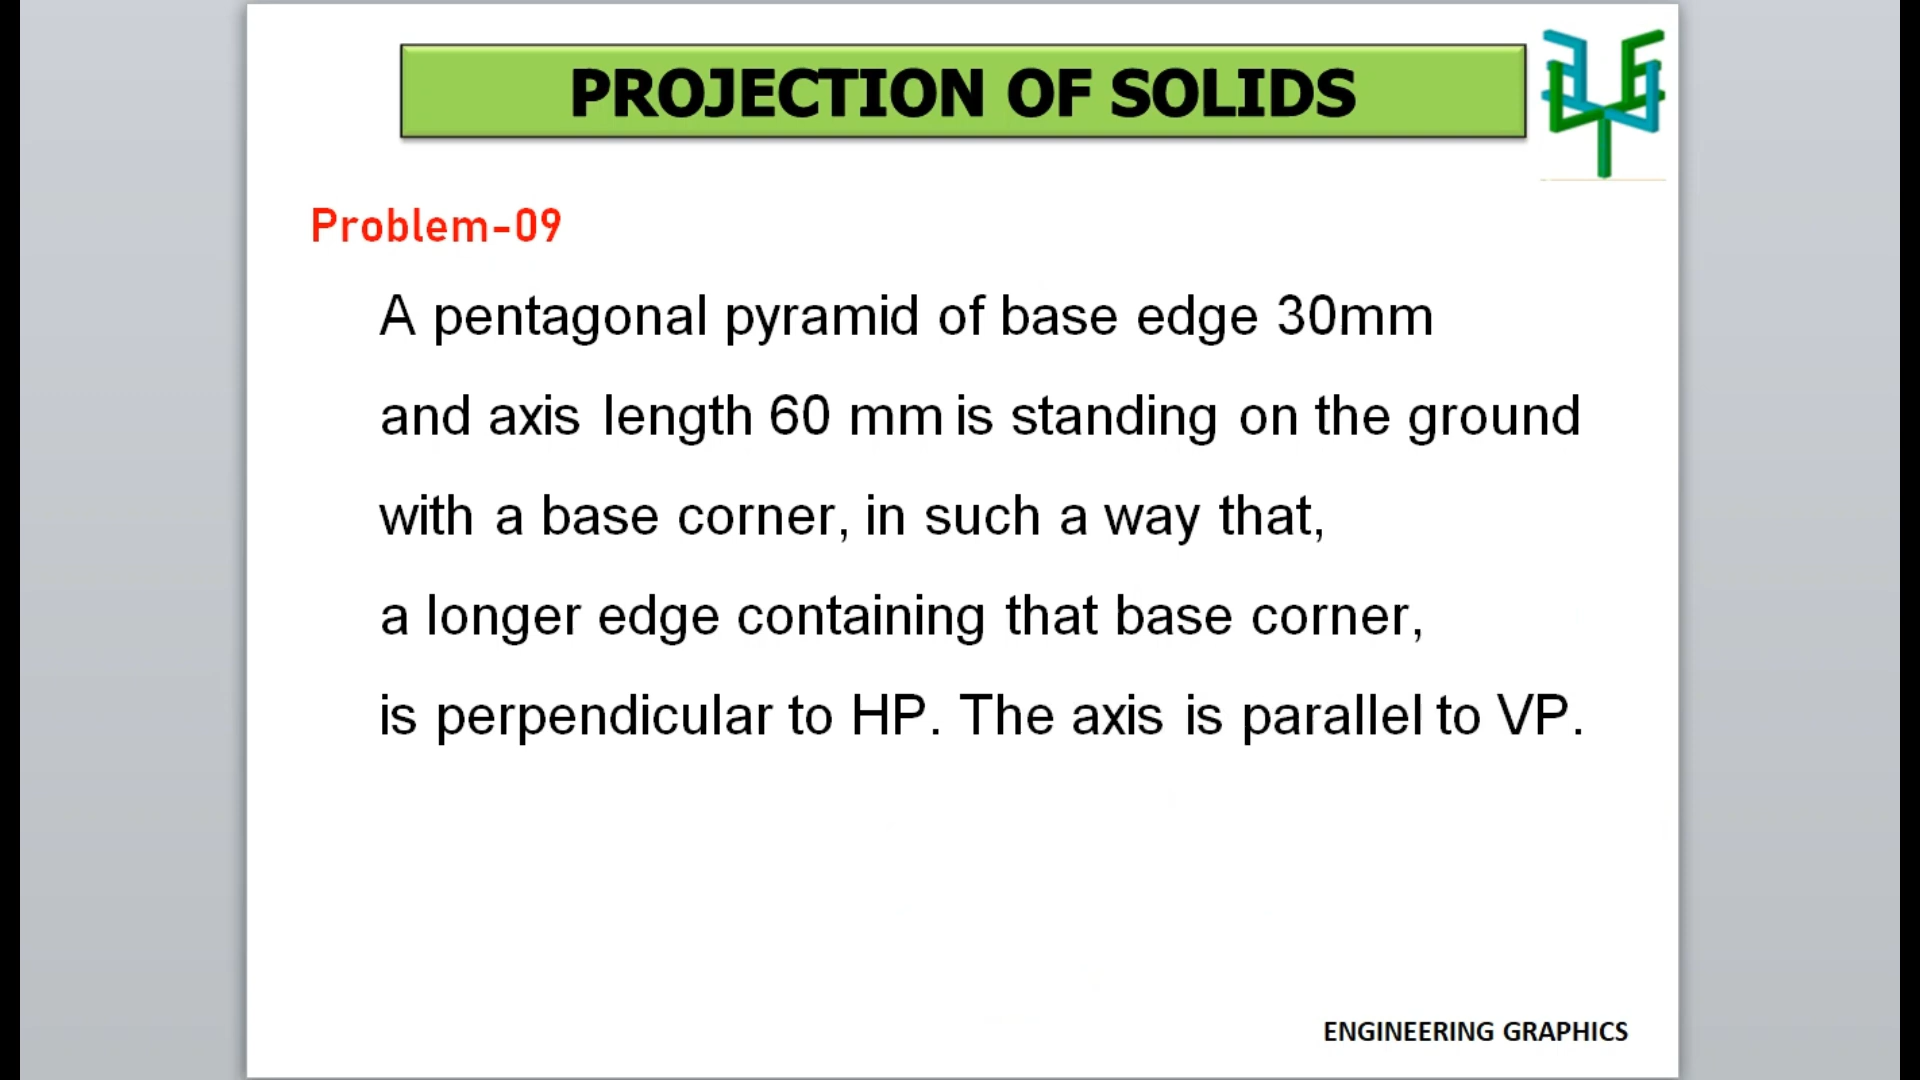 PROJECTION OF SOLIDS
Problem-09
A pentagonal pyramid of base edge 30mm
and axis length 60 mm is standing on the ground
with a base corner, in such a way that,
a longer edge containing that base corner,
is perpendicular to HP. The axis is parallel to VP.
ENGINEERING GRAPHICS